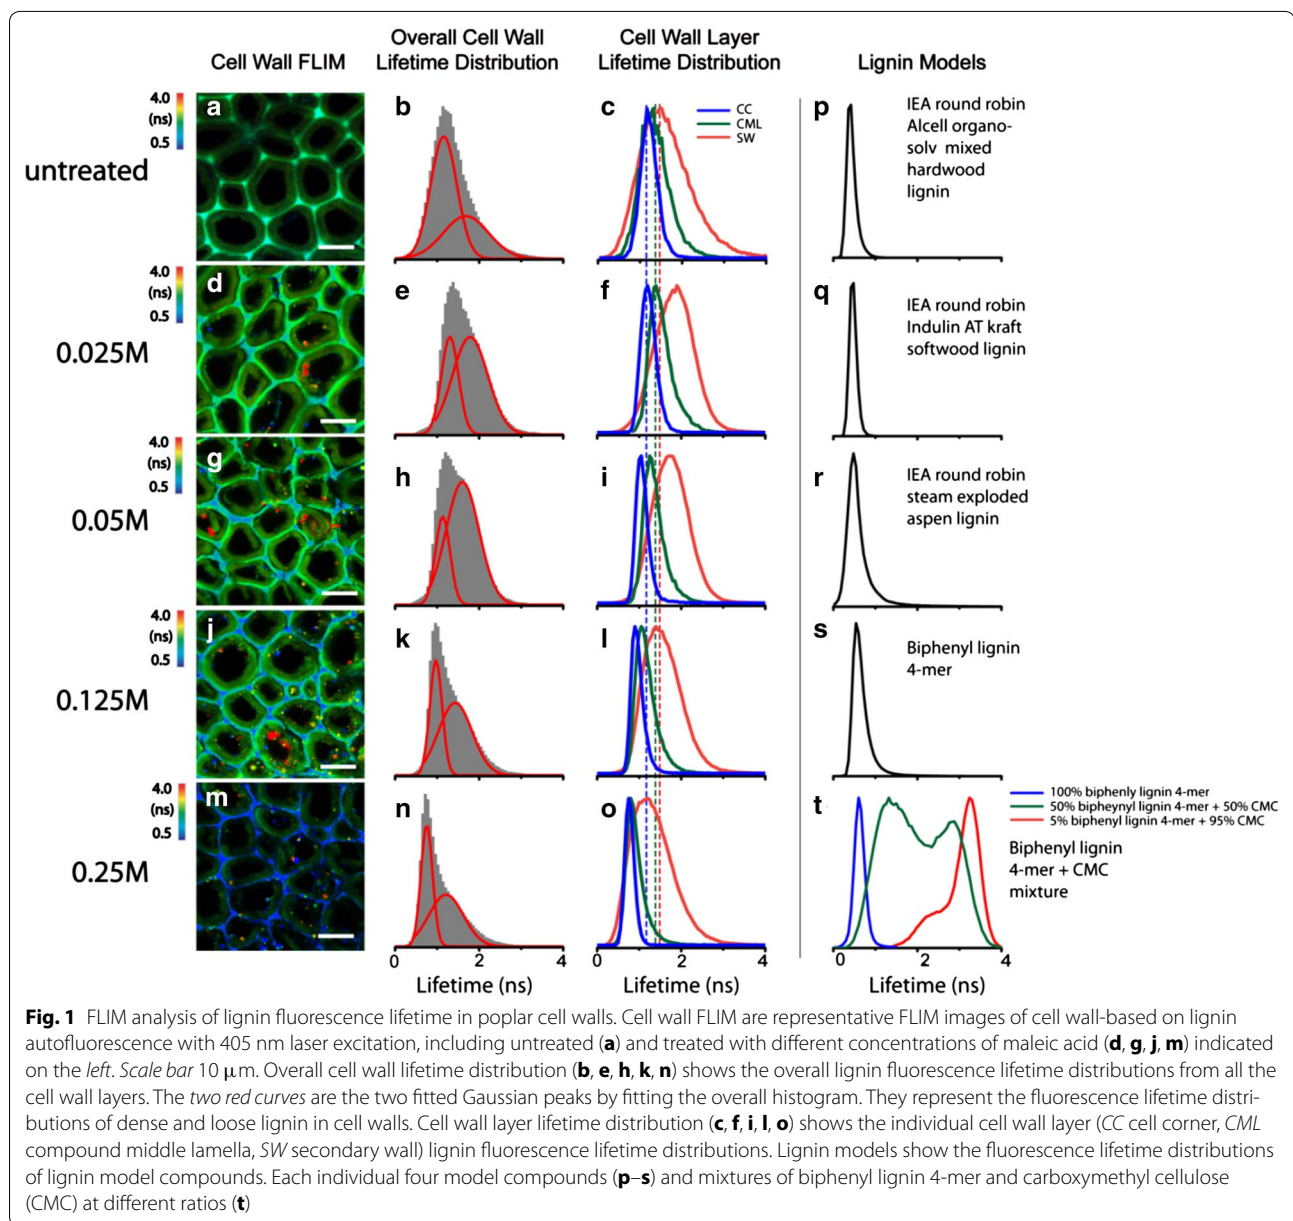 Cell Wall FLIM
Overall Cell Wall
Lifetime Distribution
Cell Wall Layer
Lifetime Distribution
Lignin Models
untreated
4.0
(ns)
0.5
a
b
c
CC
CML
SW
p
IEA round robin
Alcell organo-
solv mixed
hardwood
lignin
0 2 4
0 2 4
0.025M
4.0
(ns)
0.5
d
e
f
q
IEA round robin
Indulin AT kraft
softwood lignin
0.05M
4.0
(ns)
0.5
g
h
i
r
IEA round robin
steam exploded
aspen lignin
0.125M
4.0
(ns)
0.5
j
k
l
s
Biphenyl lignin
4-mer
0.25M
4.0
(ns)
0.5
m
n
o
t
100% biphenly lignin 4-mer
50% bipheynyl lignin 4-mer + 50% CMC
5% biphenyl lignin 4-mer + 95% CMC
Biphenyl lignin
4-mer + CMC
mixture
0 2 4
Lifetime (ns)
Lifetime (ns)
Lifetime (ns)
Fig. 1 FLIM analysis of lignin fluorescence lifetime in poplar cell walls. Cell wall FLIM are representative FLIM images of cell wall-based on lignin
autofluorescence with 405 nm laser excitation, including untreated (a) and treated with different concentrations of maleic acid (d, g, j, m) indicated
on the left. Scale bar 10 μm. Overall cell wall lifetime distribution (b, e, h, k, n) shows the overall lignin fluorescence lifetime distributions from all the
cell wall layers. The two red curves are the two fitted Gaussian peaks by fitting the overall histogram. They represent the fluorescence lifetime distri-
butions of dense and loose lignin in cell walls. Cell wall layer lifetime distribution (c, f, i, l, o) shows the individual cell wall layer (CC cell corner, CML
compound middle lamella, SW secondary wall) lignin fluorescence lifetime distributions. Lignin models show the fluorescence lifetime distributions
of lignin model compounds. Each individual four model compounds (p–s) and mixtures of biphenyl lignin 4-mer and carboxymethyl cellulose
(CMC) at different ratios (t)